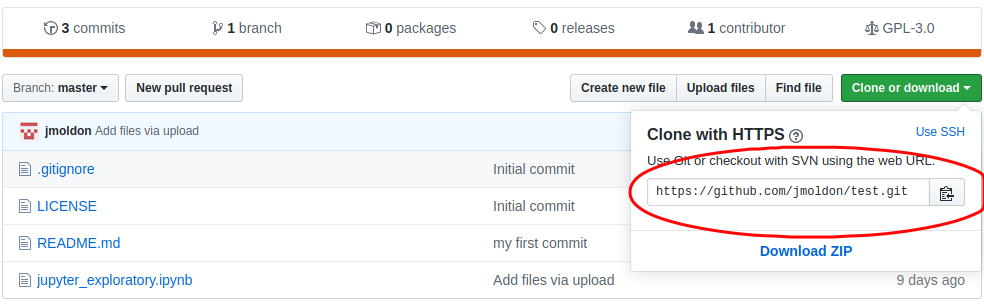 3 commits 1 branch 0 packages 0 releases 1 contributor GPL-3.0
Branch: master New pull request Create new file Upload files Find file Clone or download
jmoldon Add files via upload
Clone with HTTPS ? Use SSH
Use Git or checkout with SVN using the web URL.
.gitignore Initial commit
https://github.com/jmoldon/test.git
LICENSE Initial commit
README.md my first commit
Download ZIP
jupyter_exploratory.ipynb Add files via upload 9 days ago